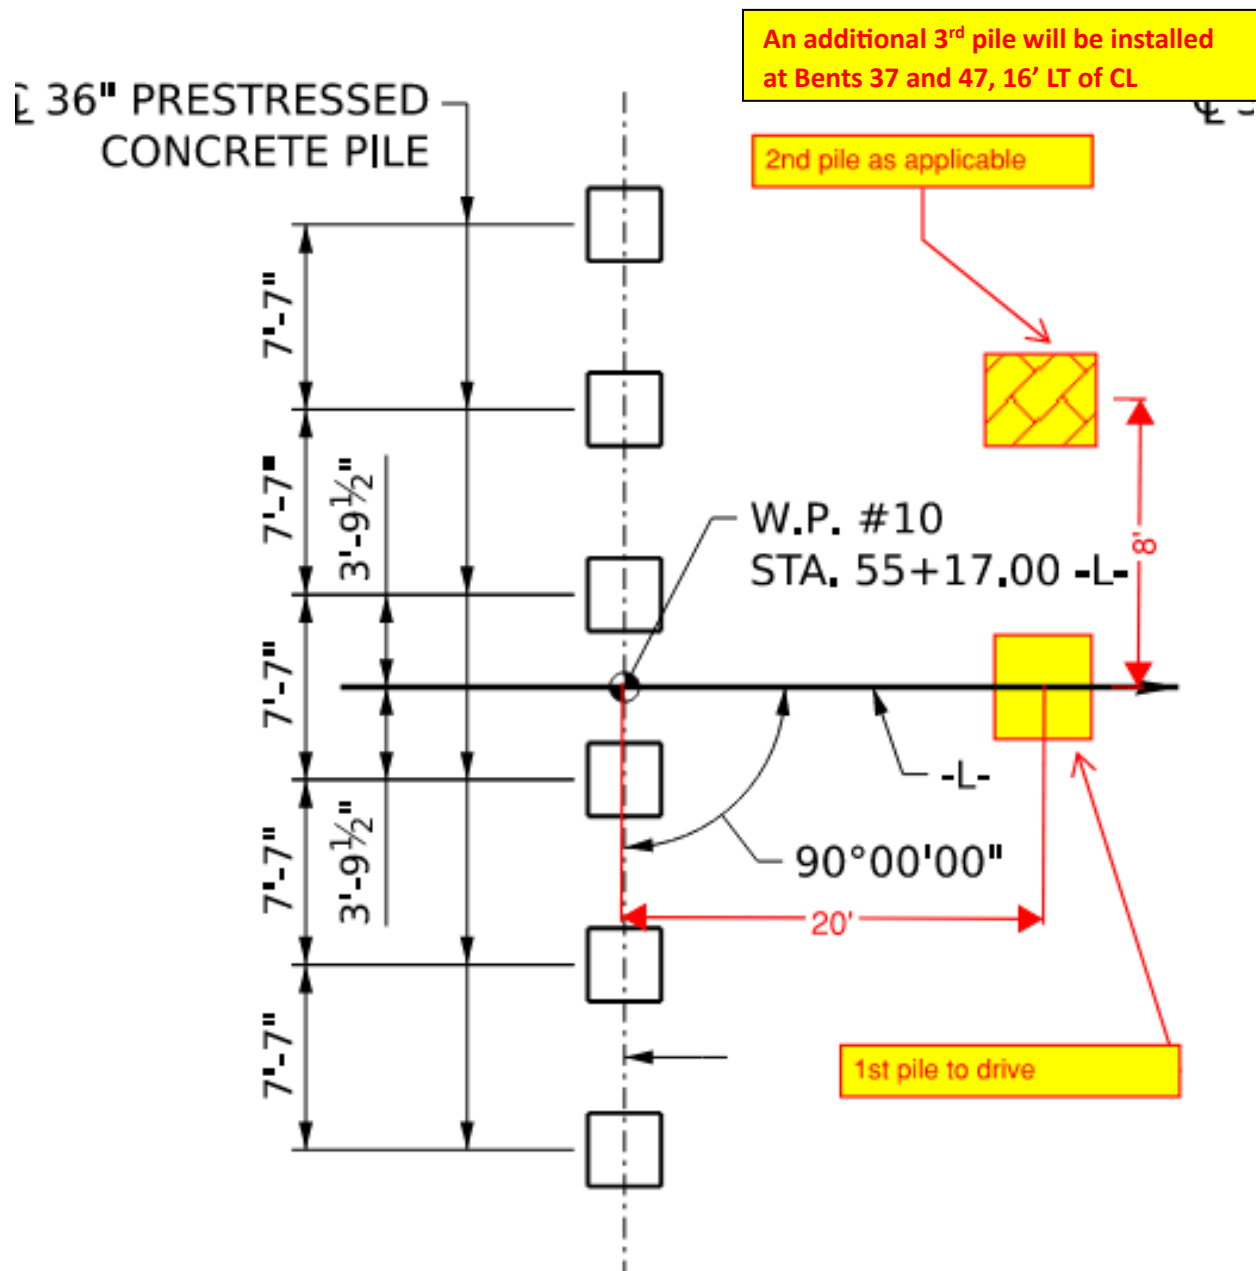 An additional 3rd pile will be installed
at Bents 37 and 47, 16' LT of CL
℄ 36" PRESTRESSED
CONCRETE PILE
2nd pile as applicable
7'-7"
7'-7"
3'-9½"
W.P. #10
STA. 55+17.00 -L-
8'
7'-7"
-L-
3'-9½"
7'-7"
90°00'00"
20'
7'-7"
1st pile to drive